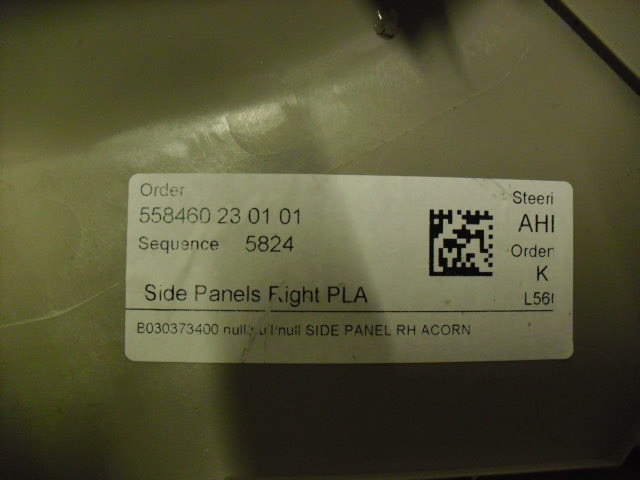 Order
558460 23 01 01
Sequence 5824
Steeri
AHI
Orden
K
L56(
Side Panels Right PLA
B030373400 SIDE PANEL RH ACORN